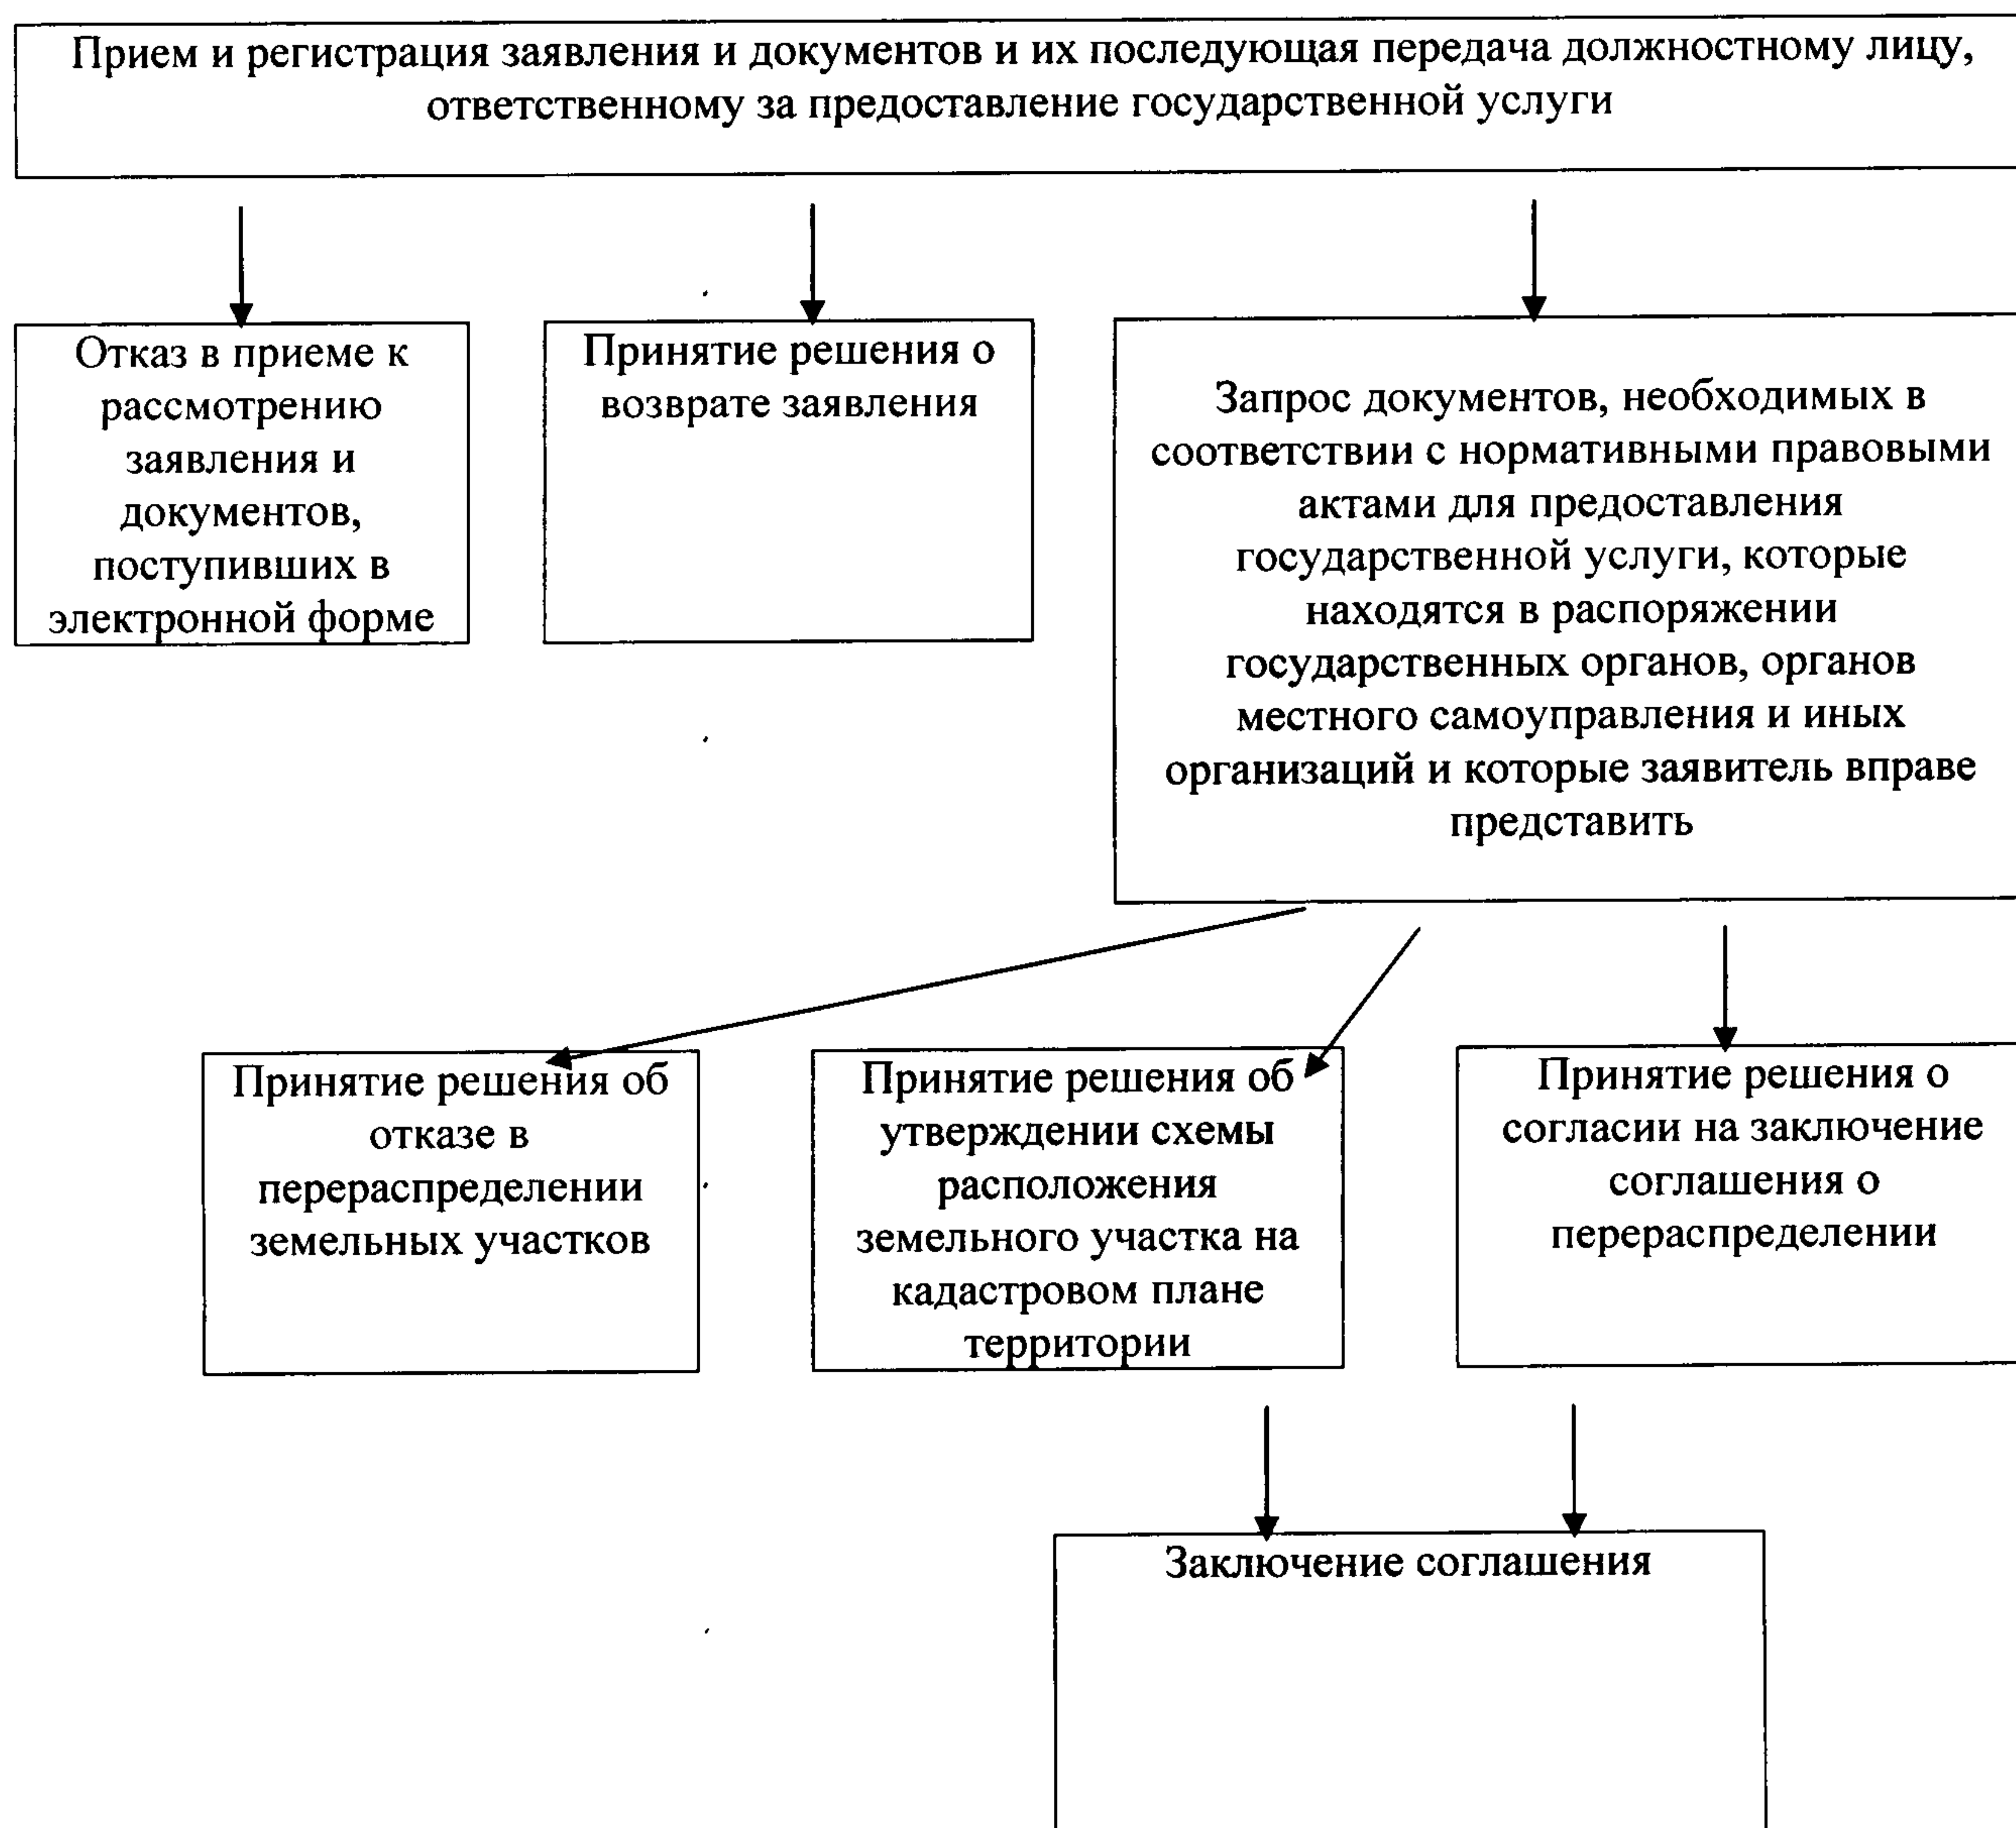 Прием и регистрация заявления и документов и их последующая передача должностному лицу,
ответственному за предоставление государственной услуги
Отказ в приеме к
рассмотрению
заявления и
документов,
поступивших в
электронной форме
Принятие решения о
возврате заявления
Запрос документов, необходимых в
соответствии с нормативными правовыми
актами для предоставления
государственной услуги, которые
находятся в распоряжении
государственных органов, органов
местного самоуправления и иных
организаций и которые заявитель вправе
представить
Принятие решения об
отказе в
перераспределении
земельных участков
Принятие решения об
утверждении схемы
расположения
земельного участка на
кадастровом плане
территории
Принятие решения о
согласии на заключение
соглашения о
перераспределении
Заключение соглашения